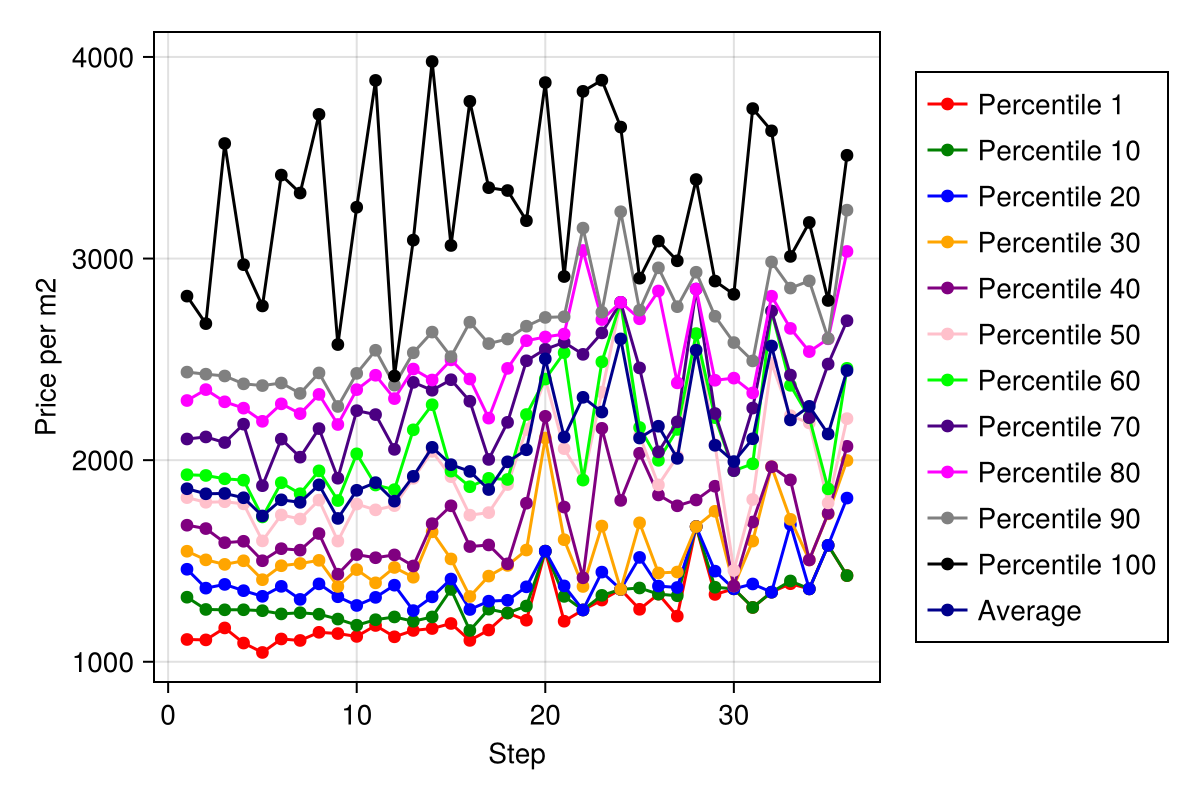 4000
3000
2000
1000
Price per m2
0 10 20 30
Step
Percentile 1
Percentile 10
Percentile 20
Percentile 30
Percentile 40
Percentile 50
Percentile 60
Percentile 70
Percentile 80
Percentile 90
Percentile 100
Average